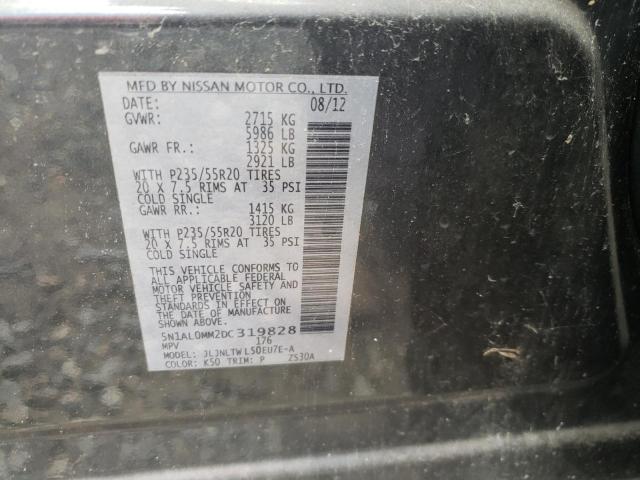 MFD BY NISSAN MOTOR CO., LTD.
DATE: 08/12
GVWR: 2715 KG
5986 LB
GAWR FR.: 1325 KG
2921 LB
WITH P235/55R20 TIRES
20 X 7.5 RIMS AT 35 PSI
COLD SINGLE
GAWR RR.: 1415 KG
3120 LB
WITH P235/55R20 TIRES
20 X 7.5 RIMS AT 35 PSI
COLD SINGLE
THIS VEHICLE CONFORMS TO
ALL APPLICABLE FEDERAL
MOTOR VEHICLE SAFETY AND
THEFT PREVENTION
STANDARDS IN EFFECT ON
THE DATE OF MANUFACTURE
SHOWN ABOVE.
5N1AL0MM2DC319828
MPV 176
MODEL: JLJNLTWL50EU7E-A
COLOR: K50 TRIM: P ZS30A